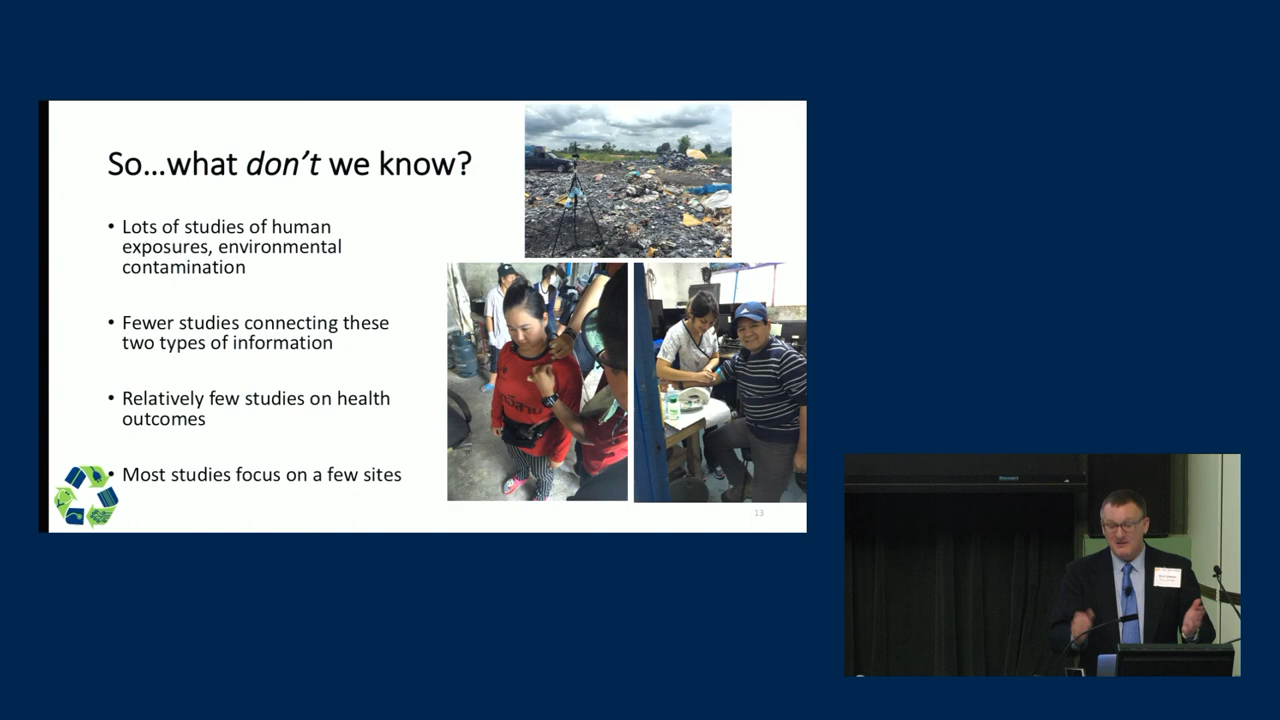 So...what don't we know?
• Lots of studies of human
exposures, environmental
contamination
• Fewer studies connecting these
two types of information
• Relatively few studies on health
outcomes
• Most studies focus on a few sites
13
Stewart